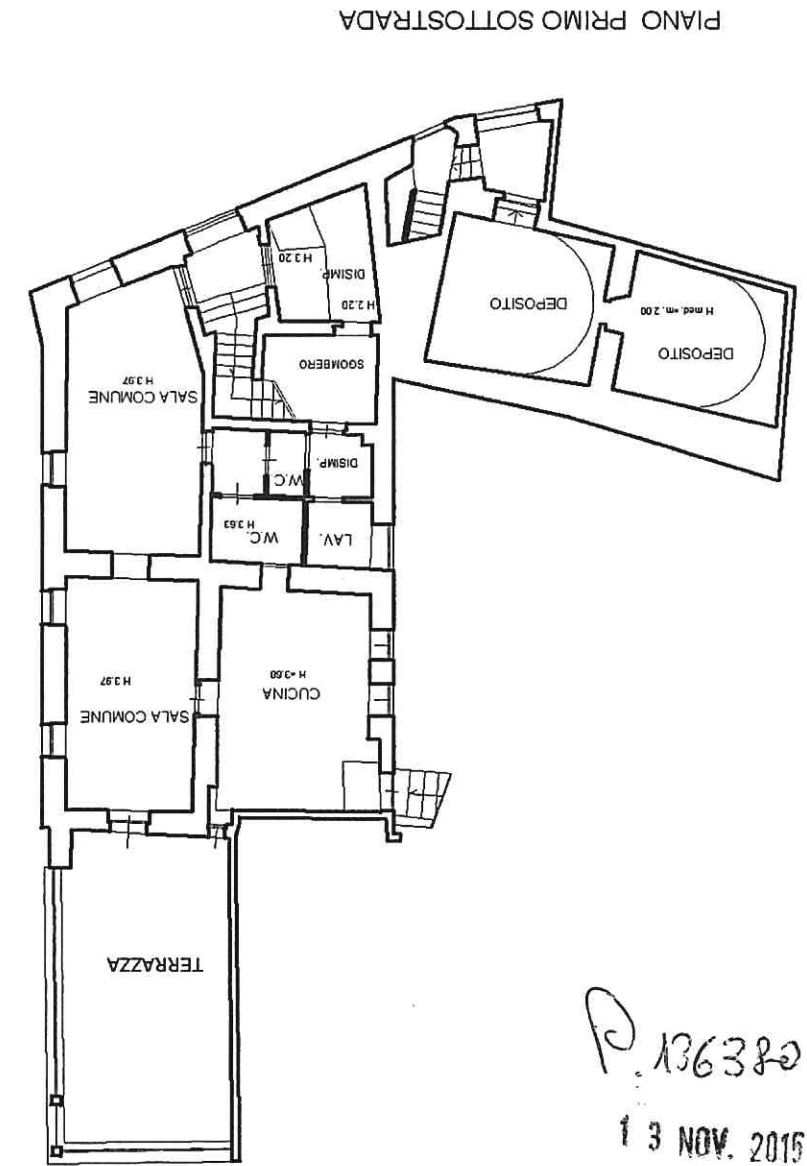 PIANO PRIMO SOTTOSTRADA
DISIMP.
H 3.20
H 2.20
DEPOSITO
DEPOSITO
H med. =m. 2.00
SGOMBERO
SALA COMUNE
H 3.97
DISIMP.
W.C.
W.C.
H 3.63
LAV.
SALA COMUNE
H 3.97
CUCINA
H =3.68
TERRAZZA
P. 136380
13 NOV. 2015